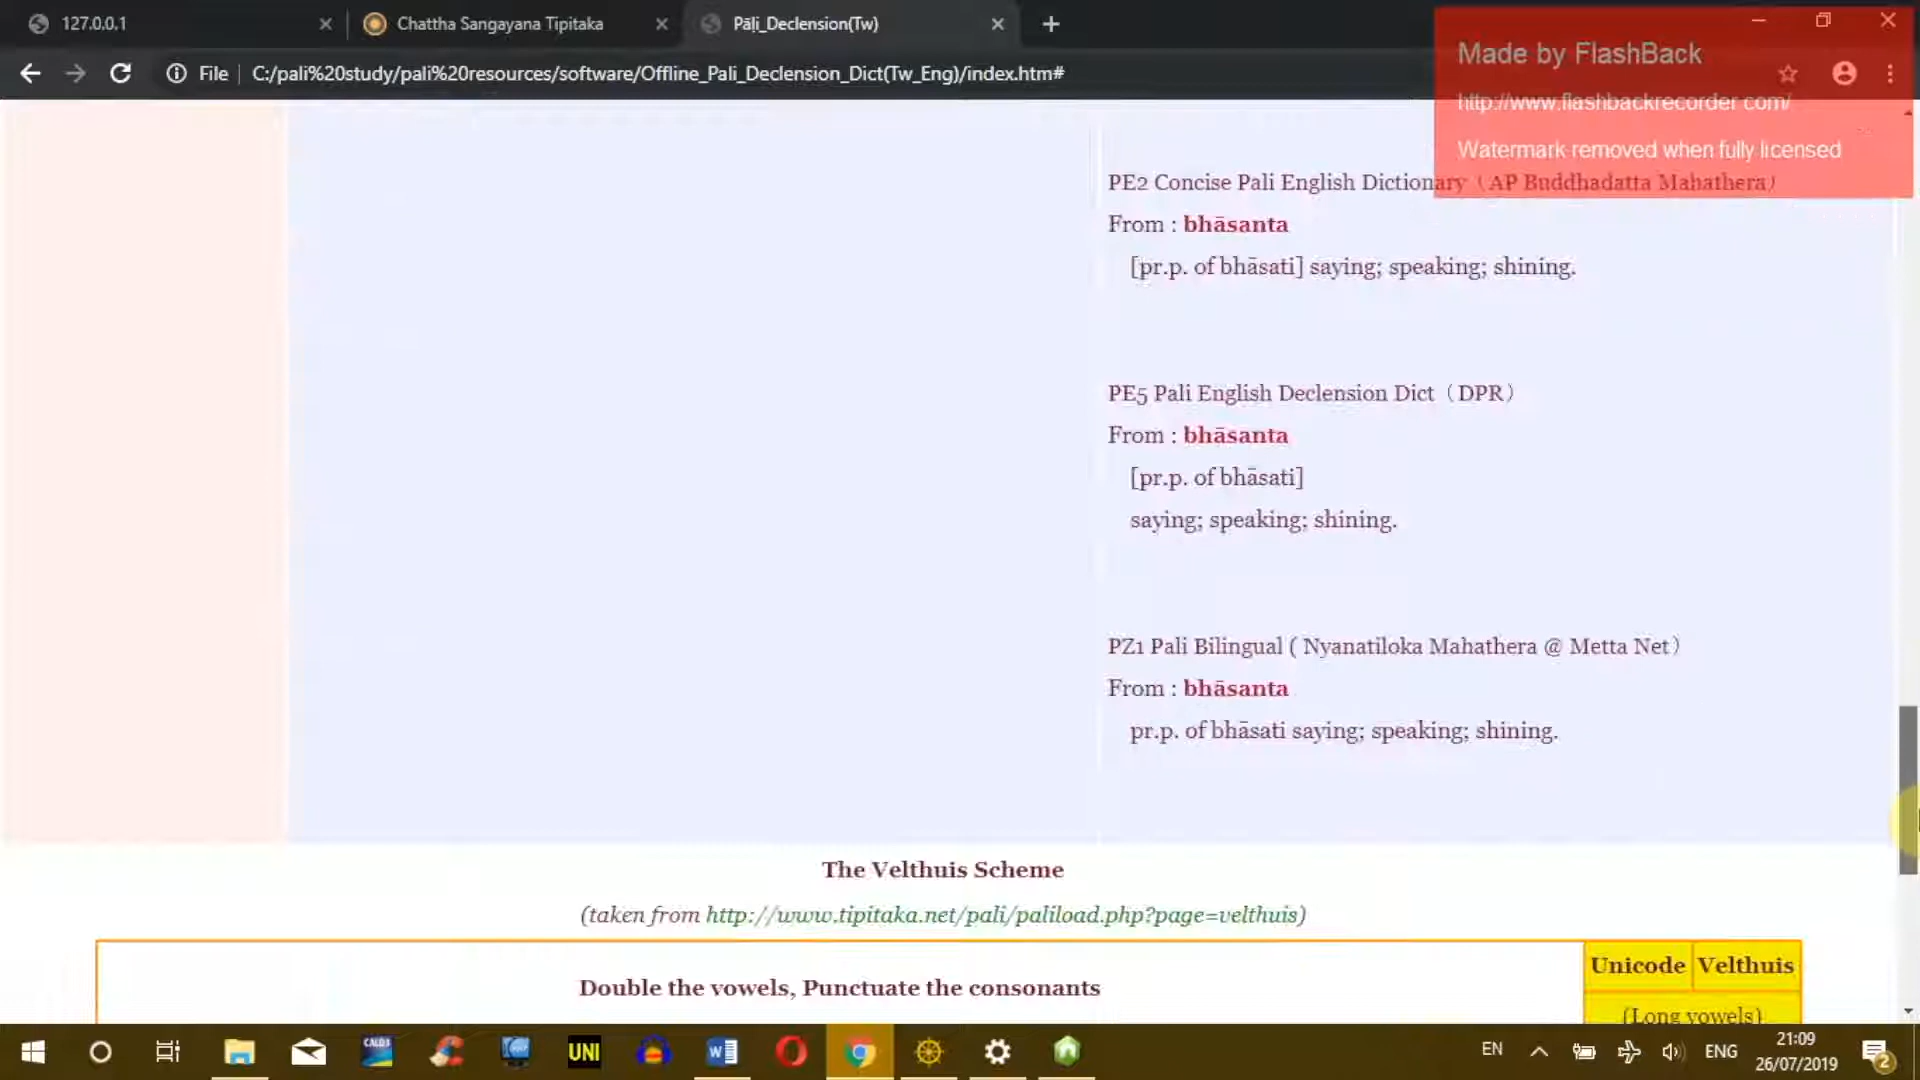 127.0.0.1
Chattha Sangayana Tipitaka
Pāḷi_Declension(Tw)
File
C:/pali%20study/pali%20resources/software/Offline_Pali_Declension_Dict(Tw_Eng)/index.htm#
Made by FlashBack
http://www.flashbackrecorder.com/
Watermark removed when fully licensed
PE2 Concise Pali English Dictionary（AP Buddhadatta Mahathera）
From : bhāsanta
[pr.p. of bhāsati] saying; speaking; shining.
PE5 Pali English Declension Dict（DPR）
From : bhāsanta
[pr.p. of bhāsati]
saying; speaking; shining.
PZ1 Pali Bilingual ( Nyanatiloka Mahathera @ Metta Net）
From : bhāsanta
pr.p. of bhāsati saying; speaking; shining.
The Velthuis Scheme
(taken from http://www.tipitaka.net/pali/paliload.php?page=velthuis)
Double the vowels, Punctuate the consonants
Unicode Velthuis
(Long vowels)
CALD3
UNI
EN
ENG
21:09
26/07/2019
2